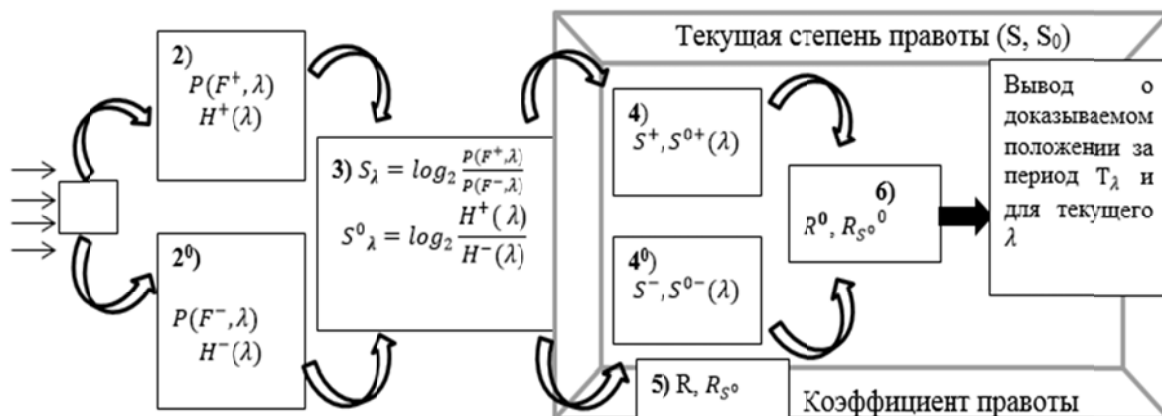 Текущая степень правоты (S, S₀)
2)
P(F⁺,λ)
H⁺(λ)
2⁰)
P(F⁻,λ)
H⁻(λ)
3) S_λ = log₂ P(F⁺,λ)/P(F⁻,λ)
S⁰_λ = log₂ H⁺(λ)/H⁻(λ)
4)
S⁺, S⁰⁺(λ)
4⁰)
S⁻, S⁰⁻(λ)
5) R, R_S⁰
6)
R⁰, R_S⁰⁰
Вывод о
доказываемом
положении за
период T_λ и
для текущего
λ
Коэффициент правоты